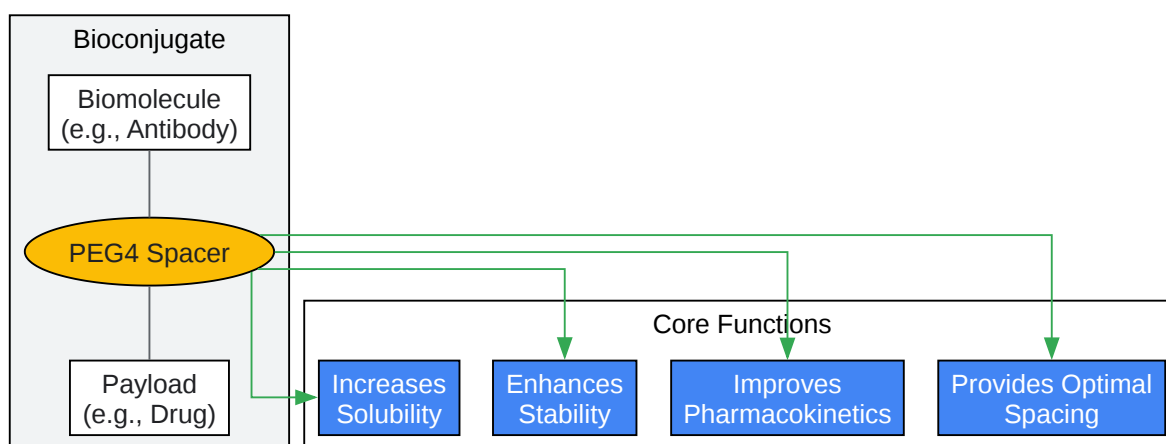 Bioconjugate
Biomolecule
(e.g., Antibody)
PEG4 Spacer
Payload
(e.g., Drug)
Core Functions
Increases
Solubility
Enhances
Stability
Improves
Pharmacokinetics
Provides Optimal
Spacing